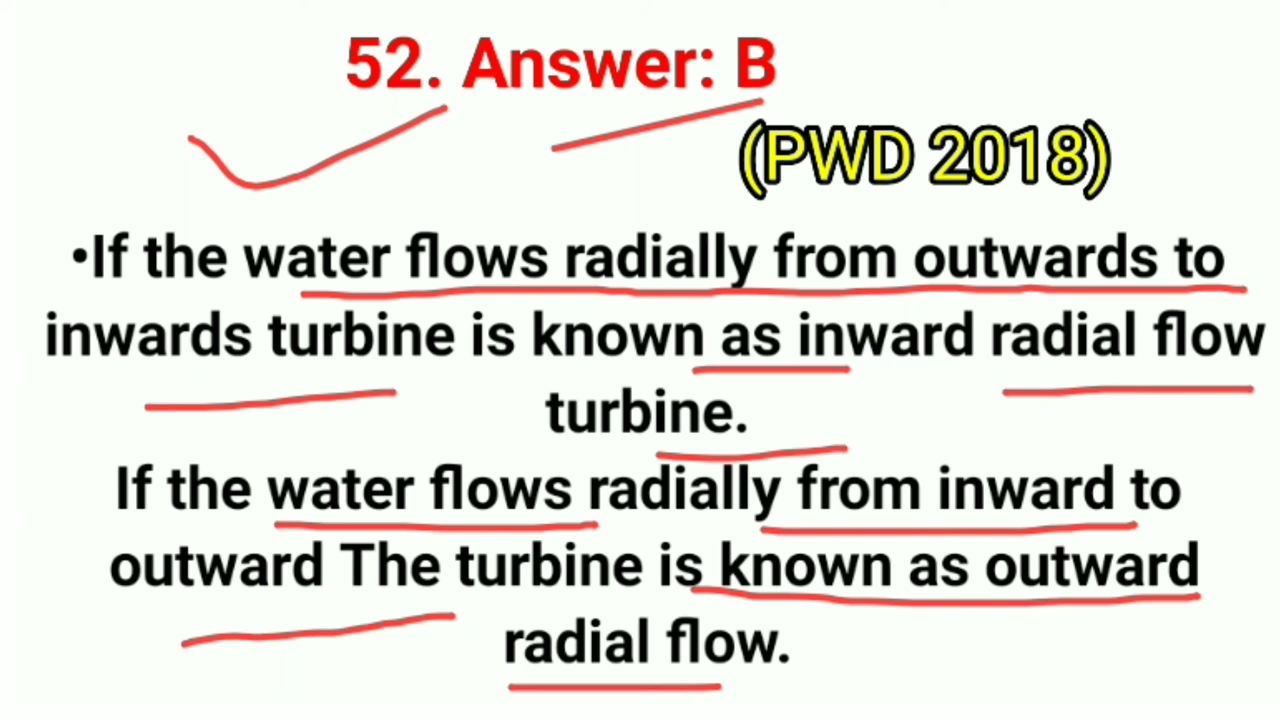 52. Answer: B
(PWD 2018)
•If the water flows radially from outwards to
inwards turbine is known as inward radial flow
turbine.
If the water flows radially from inward to
outward The turbine is known as outward
radial flow.